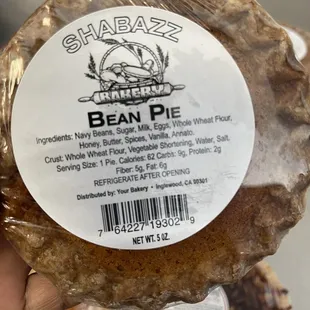 SHABAZZ
BAKERY
BEAN PIE
Ingredients: Navy Beans, Sugar, Milk, Eggs, Whole Wheat Flour,
Honey, Butter, Spices, Vanilla, Annato.
Crust: Whole Wheat Flour, Vegetable Shortening, Water, Salt,
Serving Size: 1 Pie, Calories: 62 Carbs: 9g, Protein: 2g
Fiber: 5g, Fat: 6g
REFRIGERATE AFTER OPENING
Distributed by: Your Bakery • Inglewood, CA 90301
7 64227 19302 9
NET WT. 5 OZ.